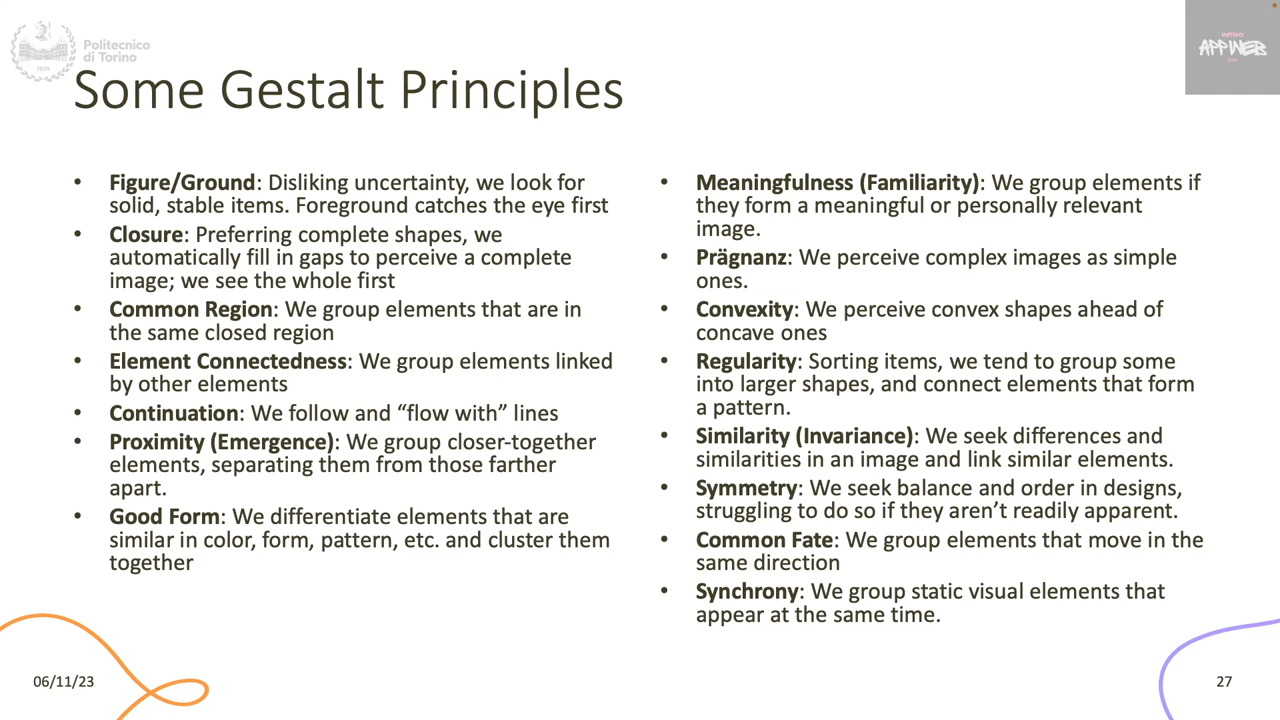 Politecnico
di Torino
1859
INTRO
APPWEB
Some Gestalt Principles
• Figure/Ground: Disliking uncertainty, we look for
solid, stable items. Foreground catches the eye first
• Closure: Preferring complete shapes, we
automatically fill in gaps to perceive a complete
image; we see the whole first
• Common Region: We group elements that are in
the same closed region
• Element Connectedness: We group elements linked
by other elements
• Continuation: We follow and “flow with” lines
• Proximity (Emergence): We group closer-together
elements, separating them from those farther
apart.
• Good Form: We differentiate elements that are
similar in color, form, pattern, etc. and cluster them
together
• Meaningfulness (Familiarity): We group elements if
they form a meaningful or personally relevant
image.
• Prägnanz: We perceive complex images as simple
ones.
• Convexity: We perceive convex shapes ahead of
concave ones
• Regularity: Sorting items, we tend to group some
into larger shapes, and connect elements that form
a pattern.
• Similarity (Invariance): We seek differences and
similarities in an image and link similar elements.
• Symmetry: We seek balance and order in designs,
struggling to do so if they aren’t readily apparent.
• Common Fate: We group elements that move in the
same direction
• Synchrony: We group static visual elements that
appear at the same time.
06/11/23
27